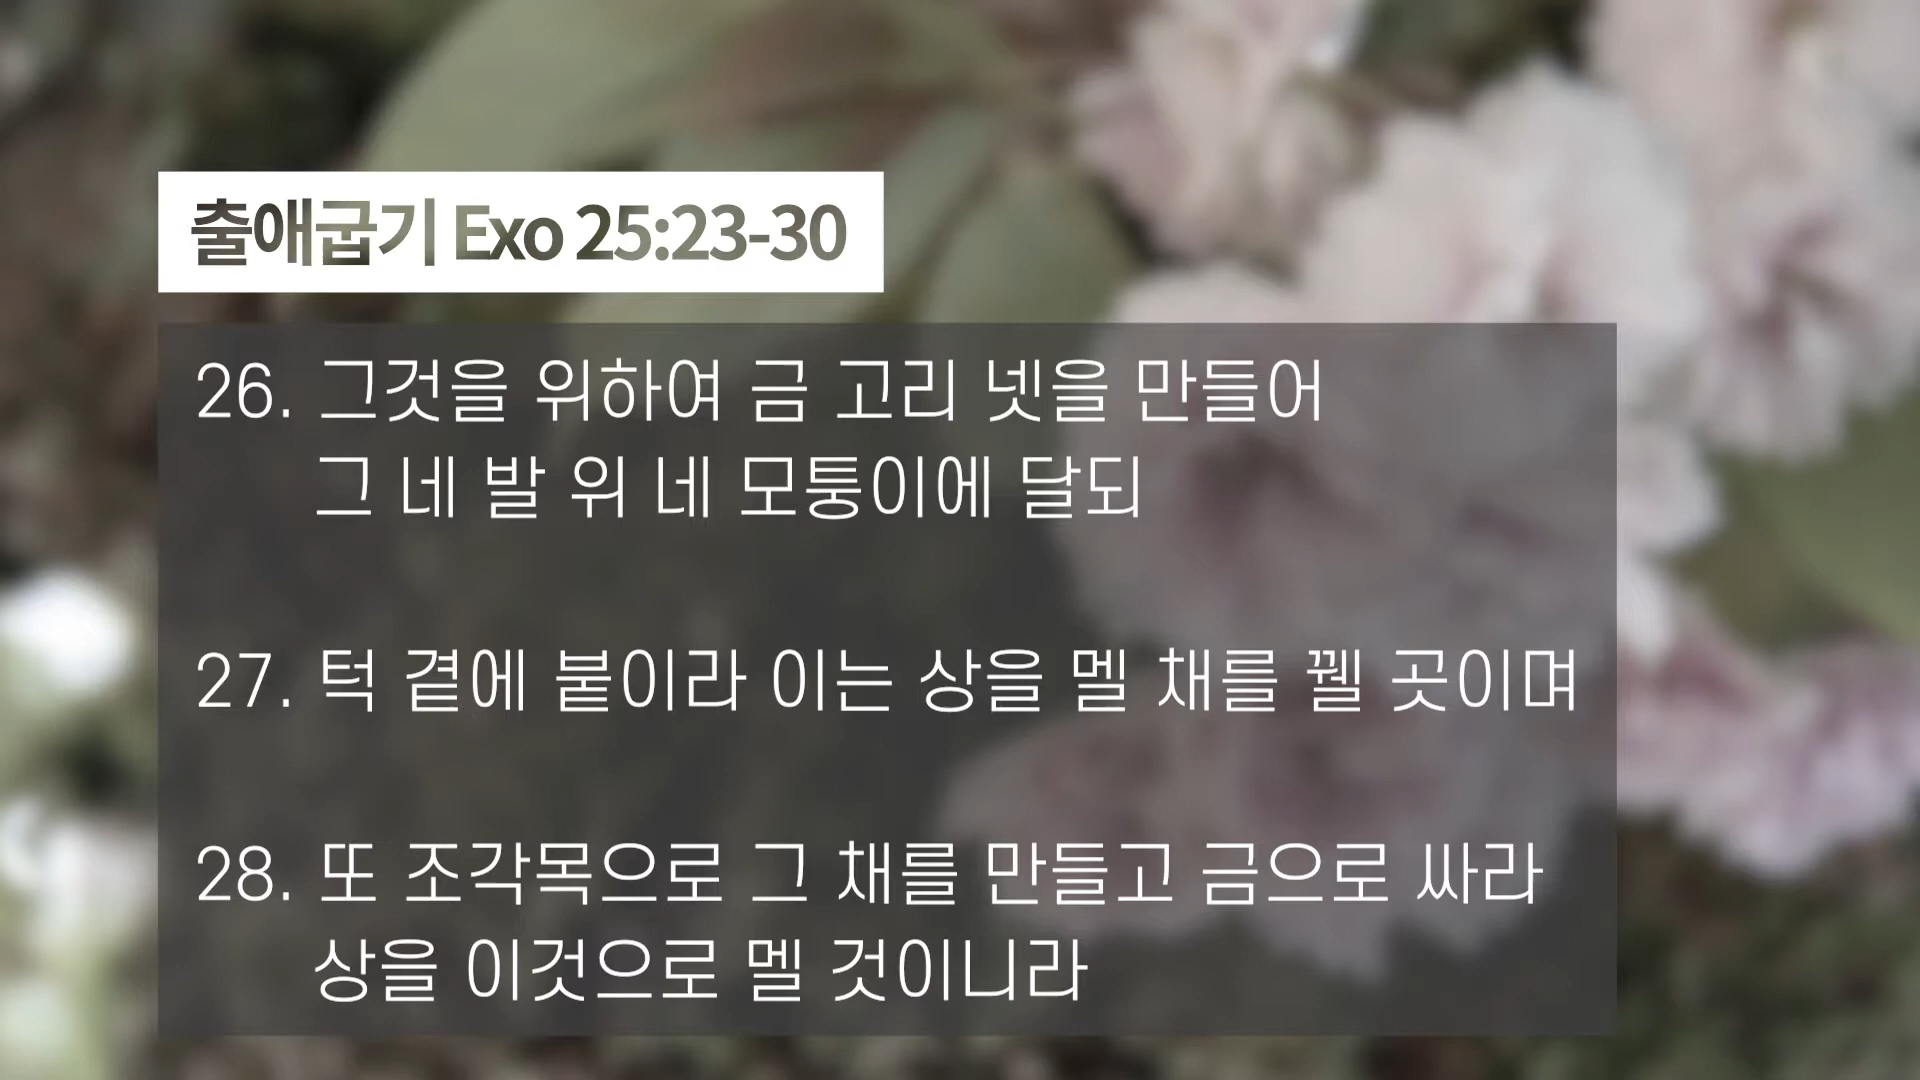 출애굽기 Exo 25:23-30
26. 그것을 위하여 금 고리 넷을 만들어
그 네 발 위 네 모퉁이에 달되
27. 턱 곁에 붙이라 이는 상을 멜 채를 꿸 곳이며
28. 또 조각목으로 그 채를 만들고 금으로 싸라
상을 이것으로 멜 것이니라